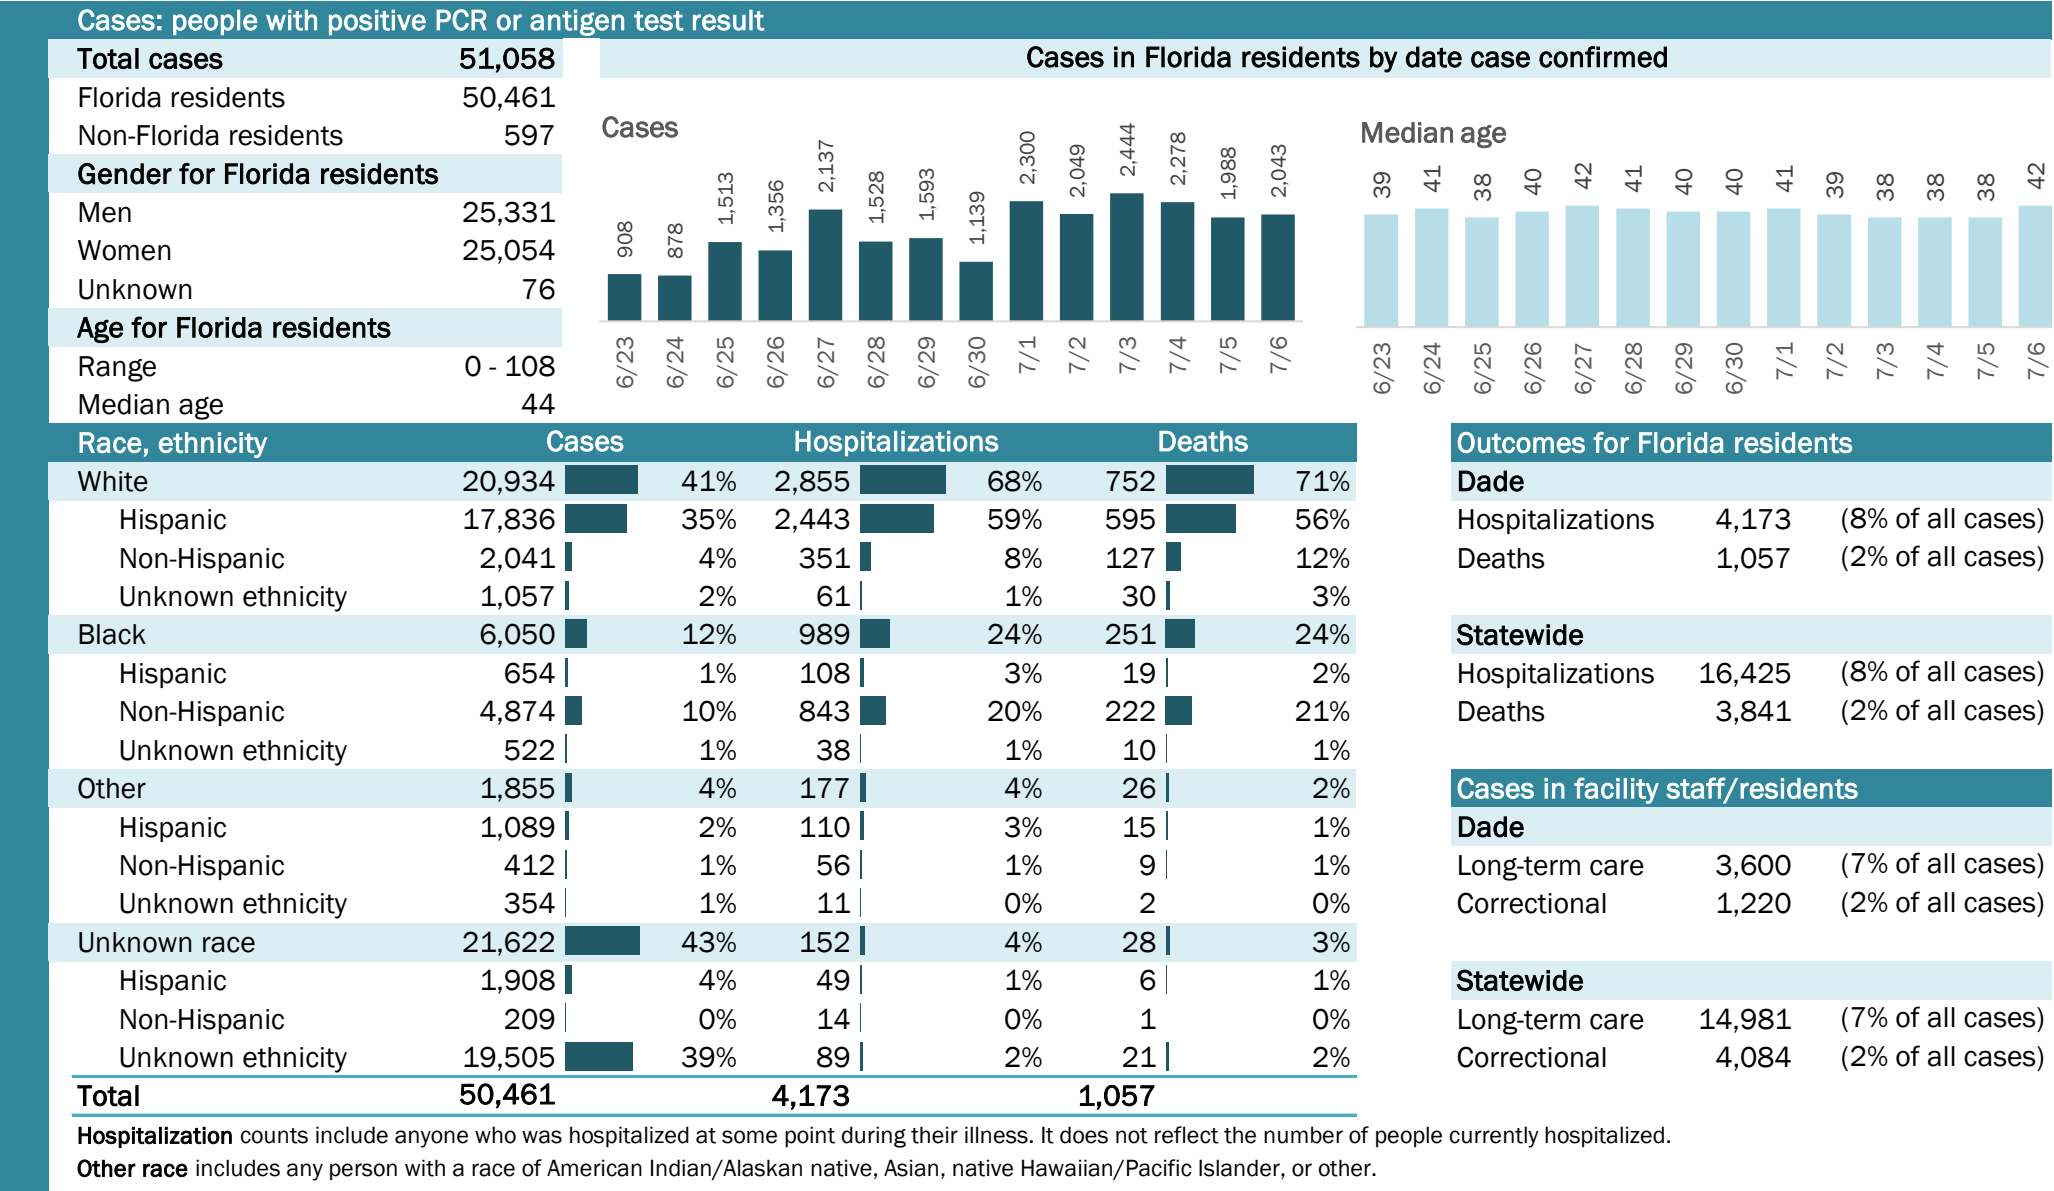 Cases: people with positive PCR or antigen test result
Total cases 51,058
Florida residents 50,461
Non-Florida residents 597
Gender for Florida residents
Men 25,331
Women 25,054
Unknown 76
Age for Florida residents
Range 0 - 108
Median age 44
Cases in Florida residents by date case confirmed
Cases
908 878 1,513 1,356 2,137 1,528 1,593 1,139 2,300 2,049 2,444 2,278 1,988 2,043
6/23 6/24 6/25 6/26 6/27 6/28 6/29 6/30 7/1 7/2 7/3 7/4 7/5 7/6
Median age
39 41 38 40 42 41 40 40 41 39 38 38 38 42
6/23 6/24 6/25 6/26 6/27 6/28 6/29 6/30 7/1 7/2 7/3 7/4 7/5 7/6
Race, ethnicity Cases Hospitalizations Deaths
White 20,934 41% 2,855 68% 752 71%
Hispanic 17,836 35% 2,443 59% 595 56%
Non-Hispanic 2,041 4% 351 8% 127 12%
Unknown ethnicity 1,057 2% 61 1% 30 3%
Black 6,050 12% 989 24% 251 24%
Hispanic 654 1% 108 3% 19 2%
Non-Hispanic 4,874 10% 843 20% 222 21%
Unknown ethnicity 522 1% 38 1% 10 1%
Other 1,855 4% 177 4% 26 2%
Hispanic 1,089 2% 110 3% 15 1%
Non-Hispanic 412 1% 56 1% 9 1%
Unknown ethnicity 354 1% 11 0% 2 0%
Unknown race 21,622 43% 152 4% 28 3%
Hispanic 1,908 4% 49 1% 6 1%
Non-Hispanic 209 0% 14 0% 1 0%
Unknown ethnicity 19,505 39% 89 2% 21 2%
Total 50,461 4,173 1,057
Outcomes for Florida residents
Dade
Hospitalizations 4,173 (8% of all cases)
Deaths 1,057 (2% of all cases)
Statewide
Hospitalizations 16,425 (8% of all cases)
Deaths 3,841 (2% of all cases)
Cases in facility staff/residents
Dade
Long-term care 3,600 (7% of all cases)
Correctional 1,220 (2% of all cases)
Statewide
Long-term care 14,981 (7% of all cases)
Correctional 4,084 (2% of all cases)
Hospitalization counts include anyone who was hospitalized at some point during their illness. It does not reflect the number of people currently hospitalized.
Other race includes any person with a race of American Indian/Alaskan native, Asian, native Hawaiian/Pacific Islander, or other.